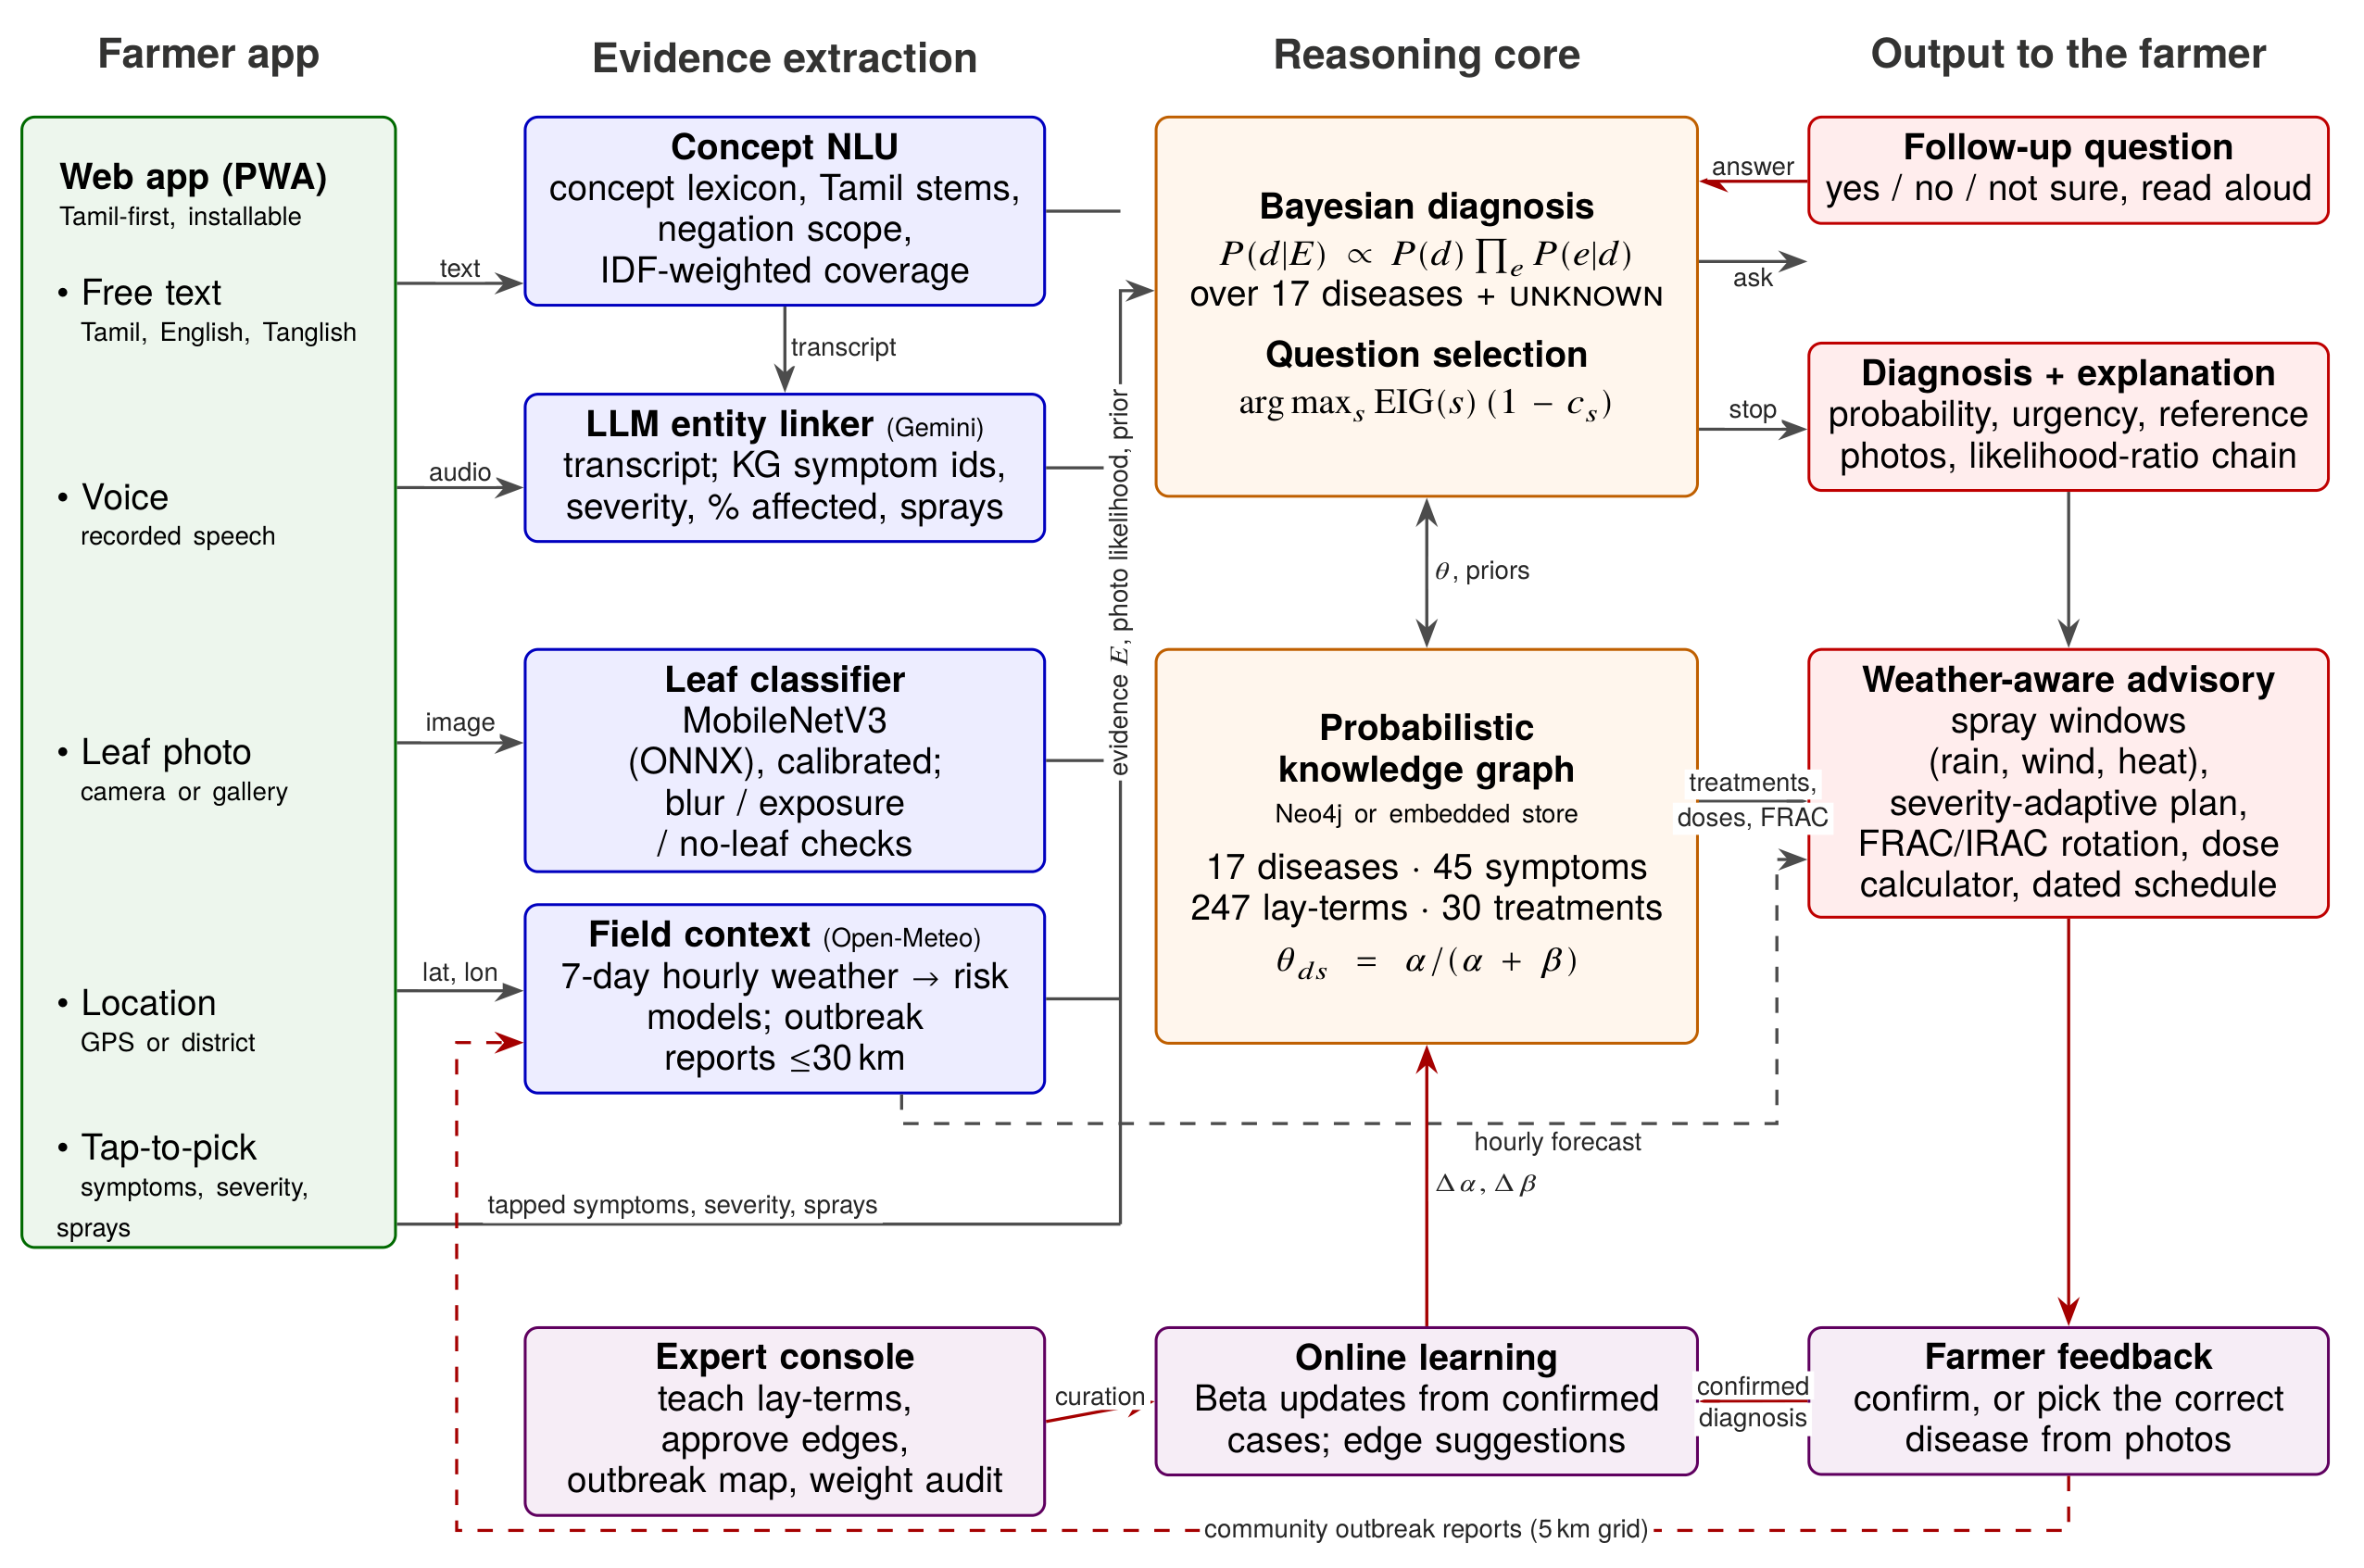 Farmer app
Evidence extraction
Reasoning core
Output to the farmer
Web app (PWA)
Tamil-first, installable
• Free text
Tamil, English, Tanglish
• Voice
recorded speech
• Leaf photo
camera or gallery
• Location
GPS or district
• Tap-to-pick
symptoms, severity,
sprays
text
audio
image
lat, lon
tapped symptoms, severity, sprays
Concept NLU
concept lexicon, Tamil stems,
negation scope,
IDF-weighted coverage
transcript
LLM entity linker (Gemini)
transcript; KG symptom ids,
severity, % affected, sprays
Leaf classifier
MobileNetV3
(ONNX), calibrated;
blur / exposure
/ no-leaf checks
Field context (Open-Meteo)
7-day hourly weather → risk
models; outbreak
reports ≤30 km
evidence E, photo likelihood, prior
Bayesian diagnosis
P(d|E) ∝ P(d) ∏_e P(e|d)
over 17 diseases + UNKNOWN
Question selection
arg max_s EIG(s) (1 − c_s)
θ, priors
Probabilistic
knowledge graph
Neo4j or embedded store
17 diseases · 45 symptoms
247 lay-terms · 30 treatments
θ_ds = α/(α + β)
answer
ask
stop
treatments,
doses, FRAC
hourly forecast
Δα, Δβ
Follow-up question
yes / no / not sure, read aloud
Diagnosis + explanation
probability, urgency, reference
photos, likelihood-ratio chain
Weather-aware advisory
spray windows
(rain, wind, heat),
severity-adaptive plan,
FRAC/IRAC rotation, dose
calculator, dated schedule
Expert console
teach lay-terms,
approve edges,
outbreak map, weight audit
curation
Online learning
Beta updates from confirmed
cases; edge suggestions
confirmed
diagnosis
Farmer feedback
confirm, or pick the correct
disease from photos
community outbreak reports (5 km grid)